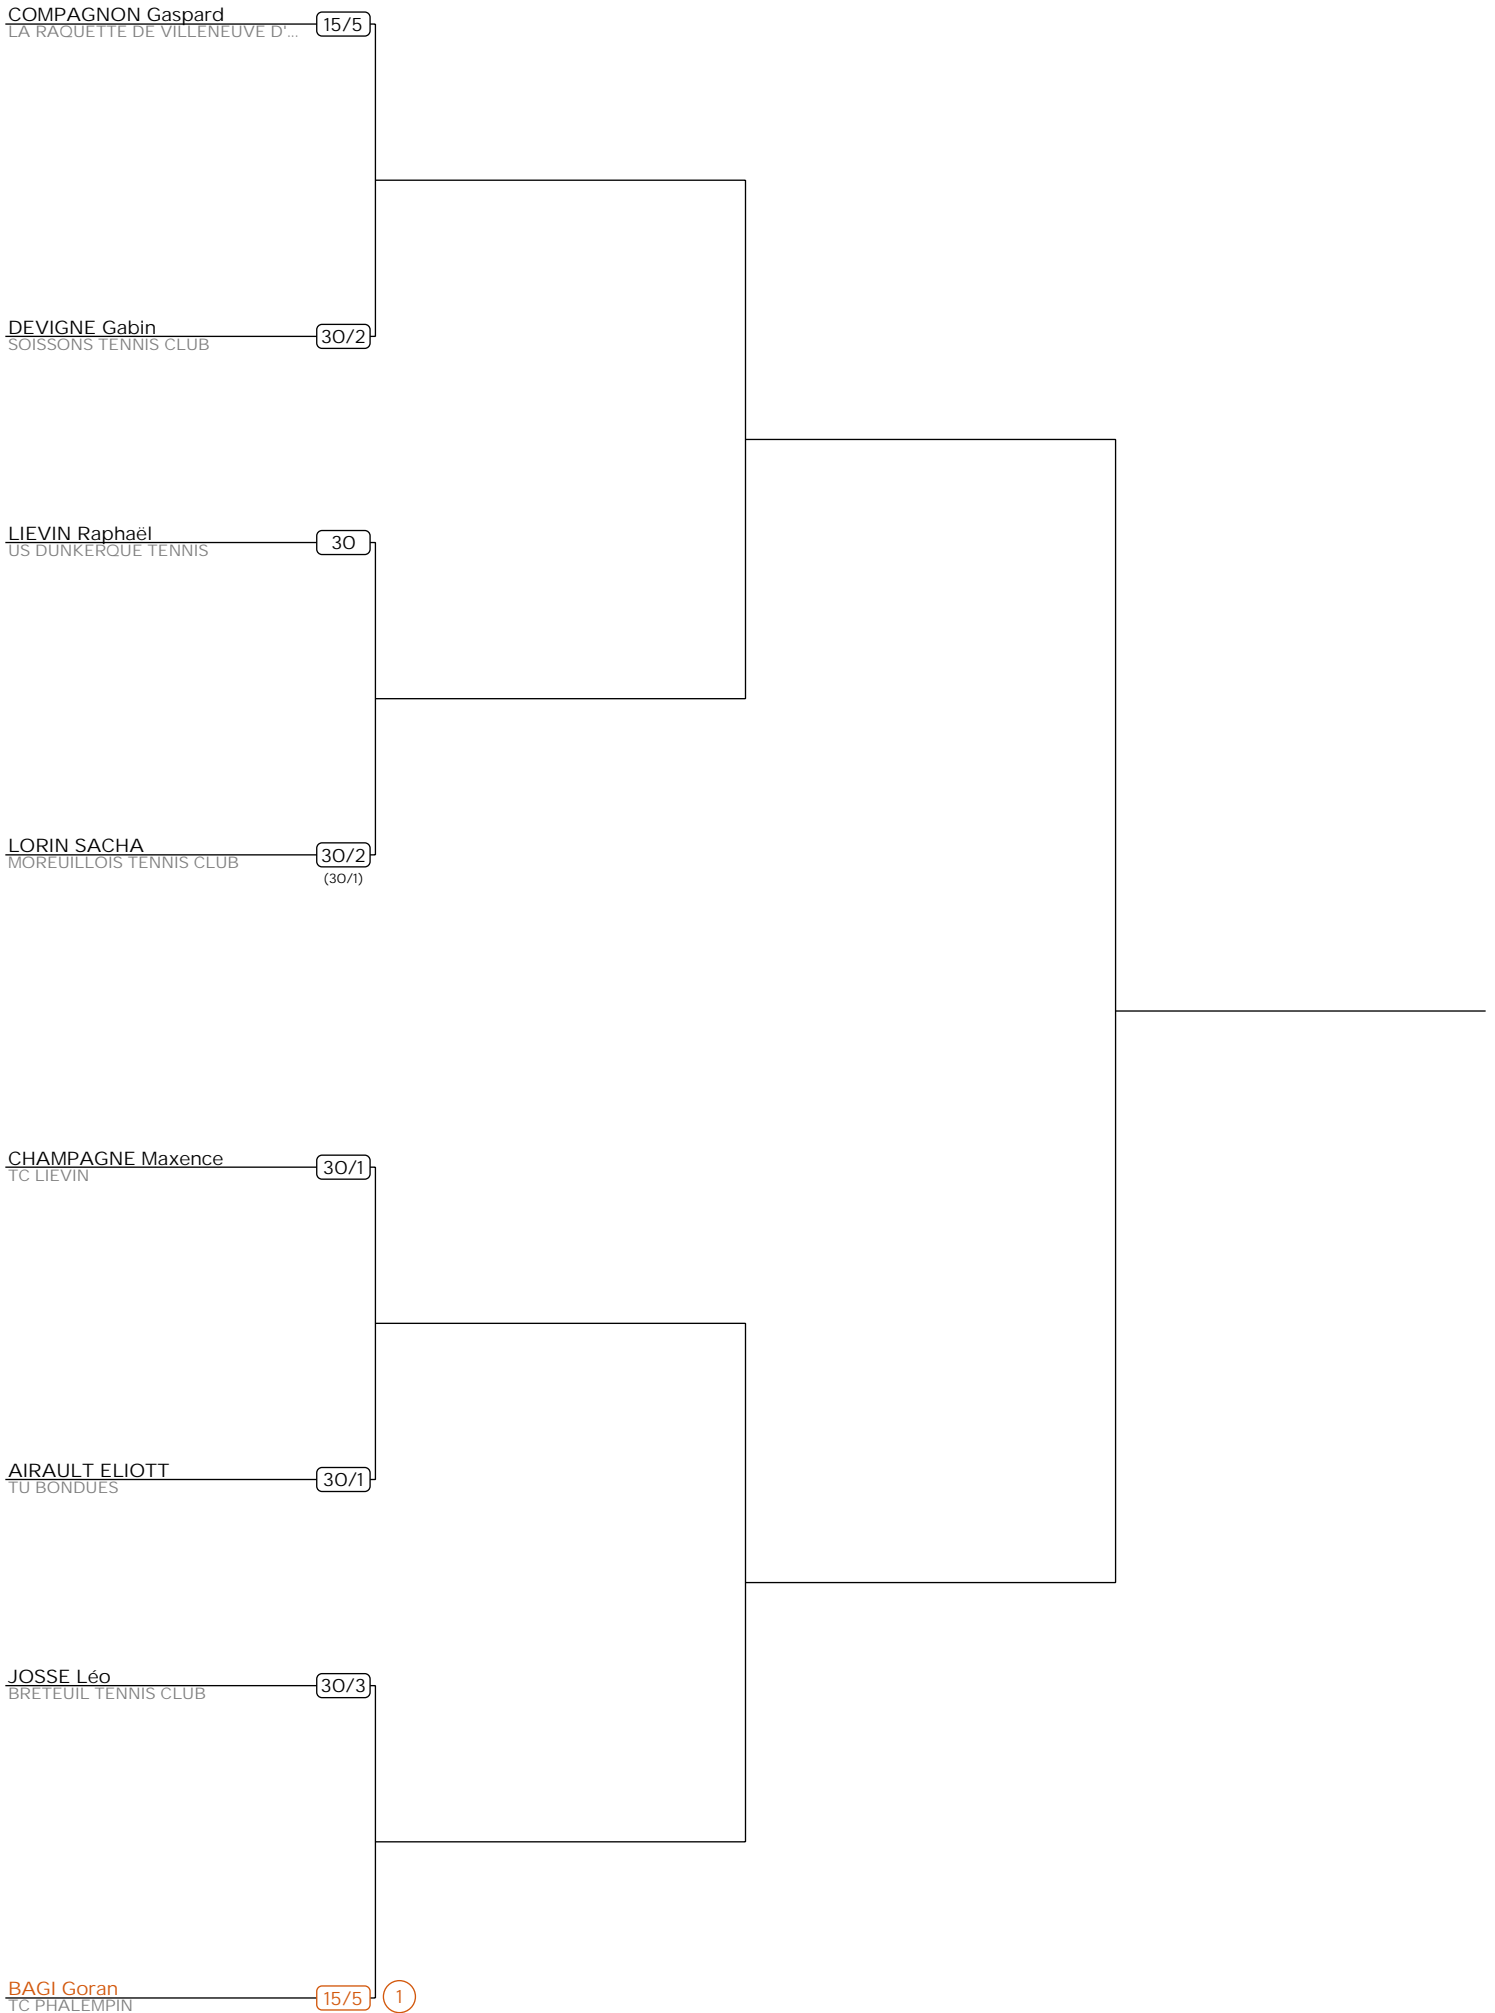 COMPAGNON Gaspard
LA RAQUETTE DE VILLENEUVE D'...
15/5
DEVIGNE Gabin
SOISSONS TENNIS CLUB
30/2
LIEVIN Raphaël
US DUNKERQUE TENNIS
30
LORIN SACHA
MOREUILLOIS TENNIS CLUB
30/2
(30/1)
CHAMPAGNE Maxence
TC LIEVIN
30/1
AIRAULT ELIOTT
TU BONDUES
30/1
JOSSE Léo
BRETEUIL TENNIS CLUB
30/3
BAGI Goran
TC PHALEMPIN
15/5
1